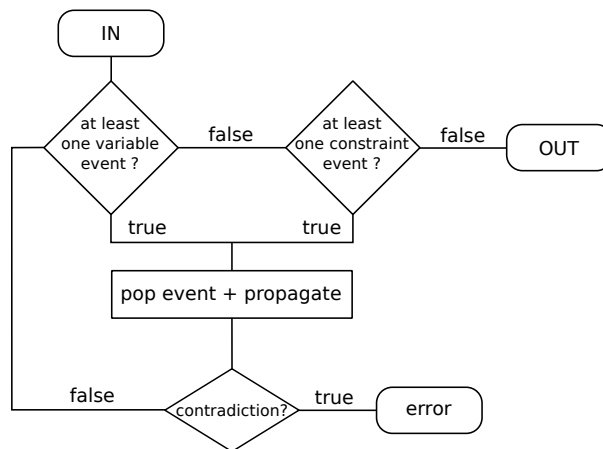 IN
at least
one variable
event ?
false
at least
one constraint
event ?
false
OUT
true
true
pop event + propagate
false
contradiction?
true
error